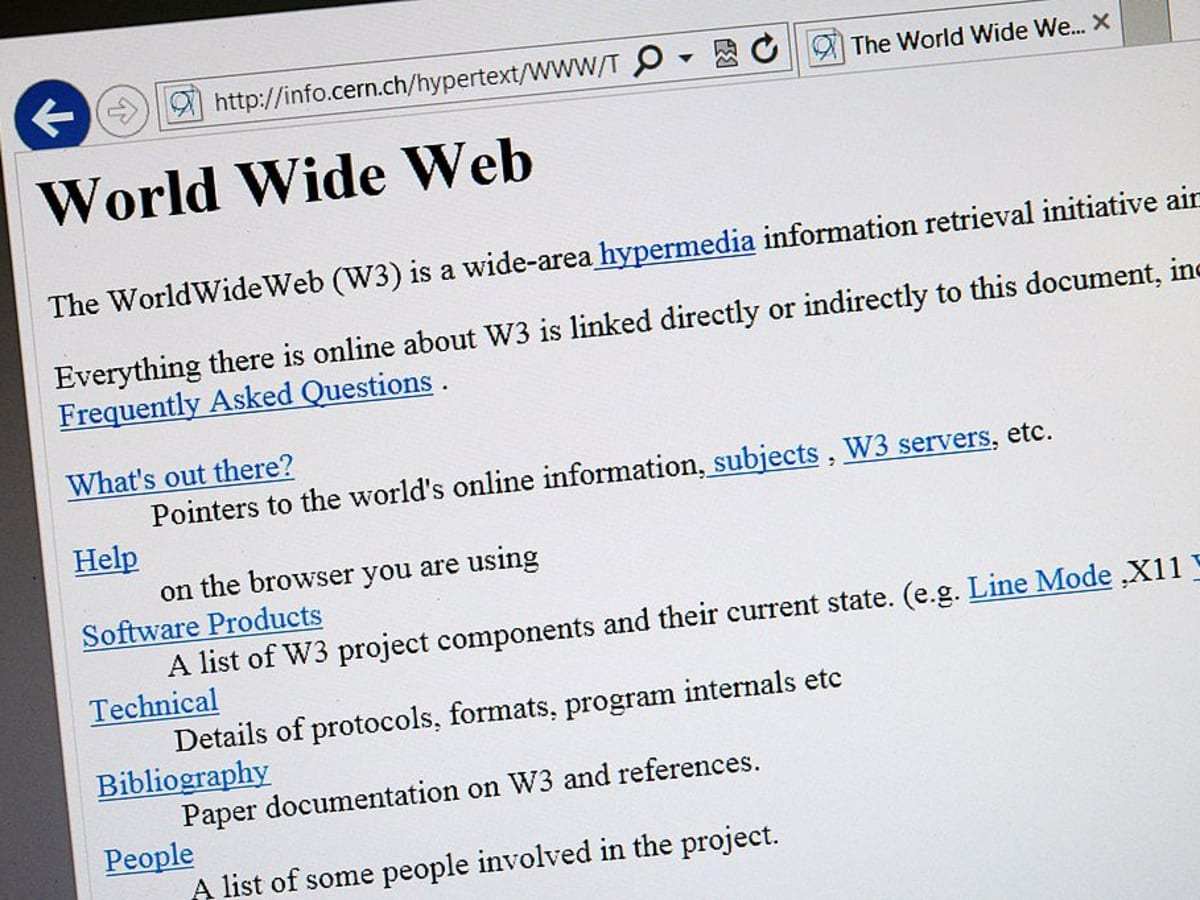 http://info.cern.ch/hypertext/WWW/T
The World Wide We...
World Wide Web
The WorldWideWeb (W3) is a wide-area hypermedia information retrieval initiative
Everything there is online about W3 is linked directly or indirectly to this document,
Frequently Asked Questions .
What's out there?
Pointers to the world's online information, subjects , W3 servers, etc.
Help
on the browser you are using
Software Products
A list of W3 project components and their current state. (e.g. Line Mode ,X11
Technical
Details of protocols, formats, program internals etc
Bibliography
Paper documentation on W3 and references.
People
A list of some people involved in the project.